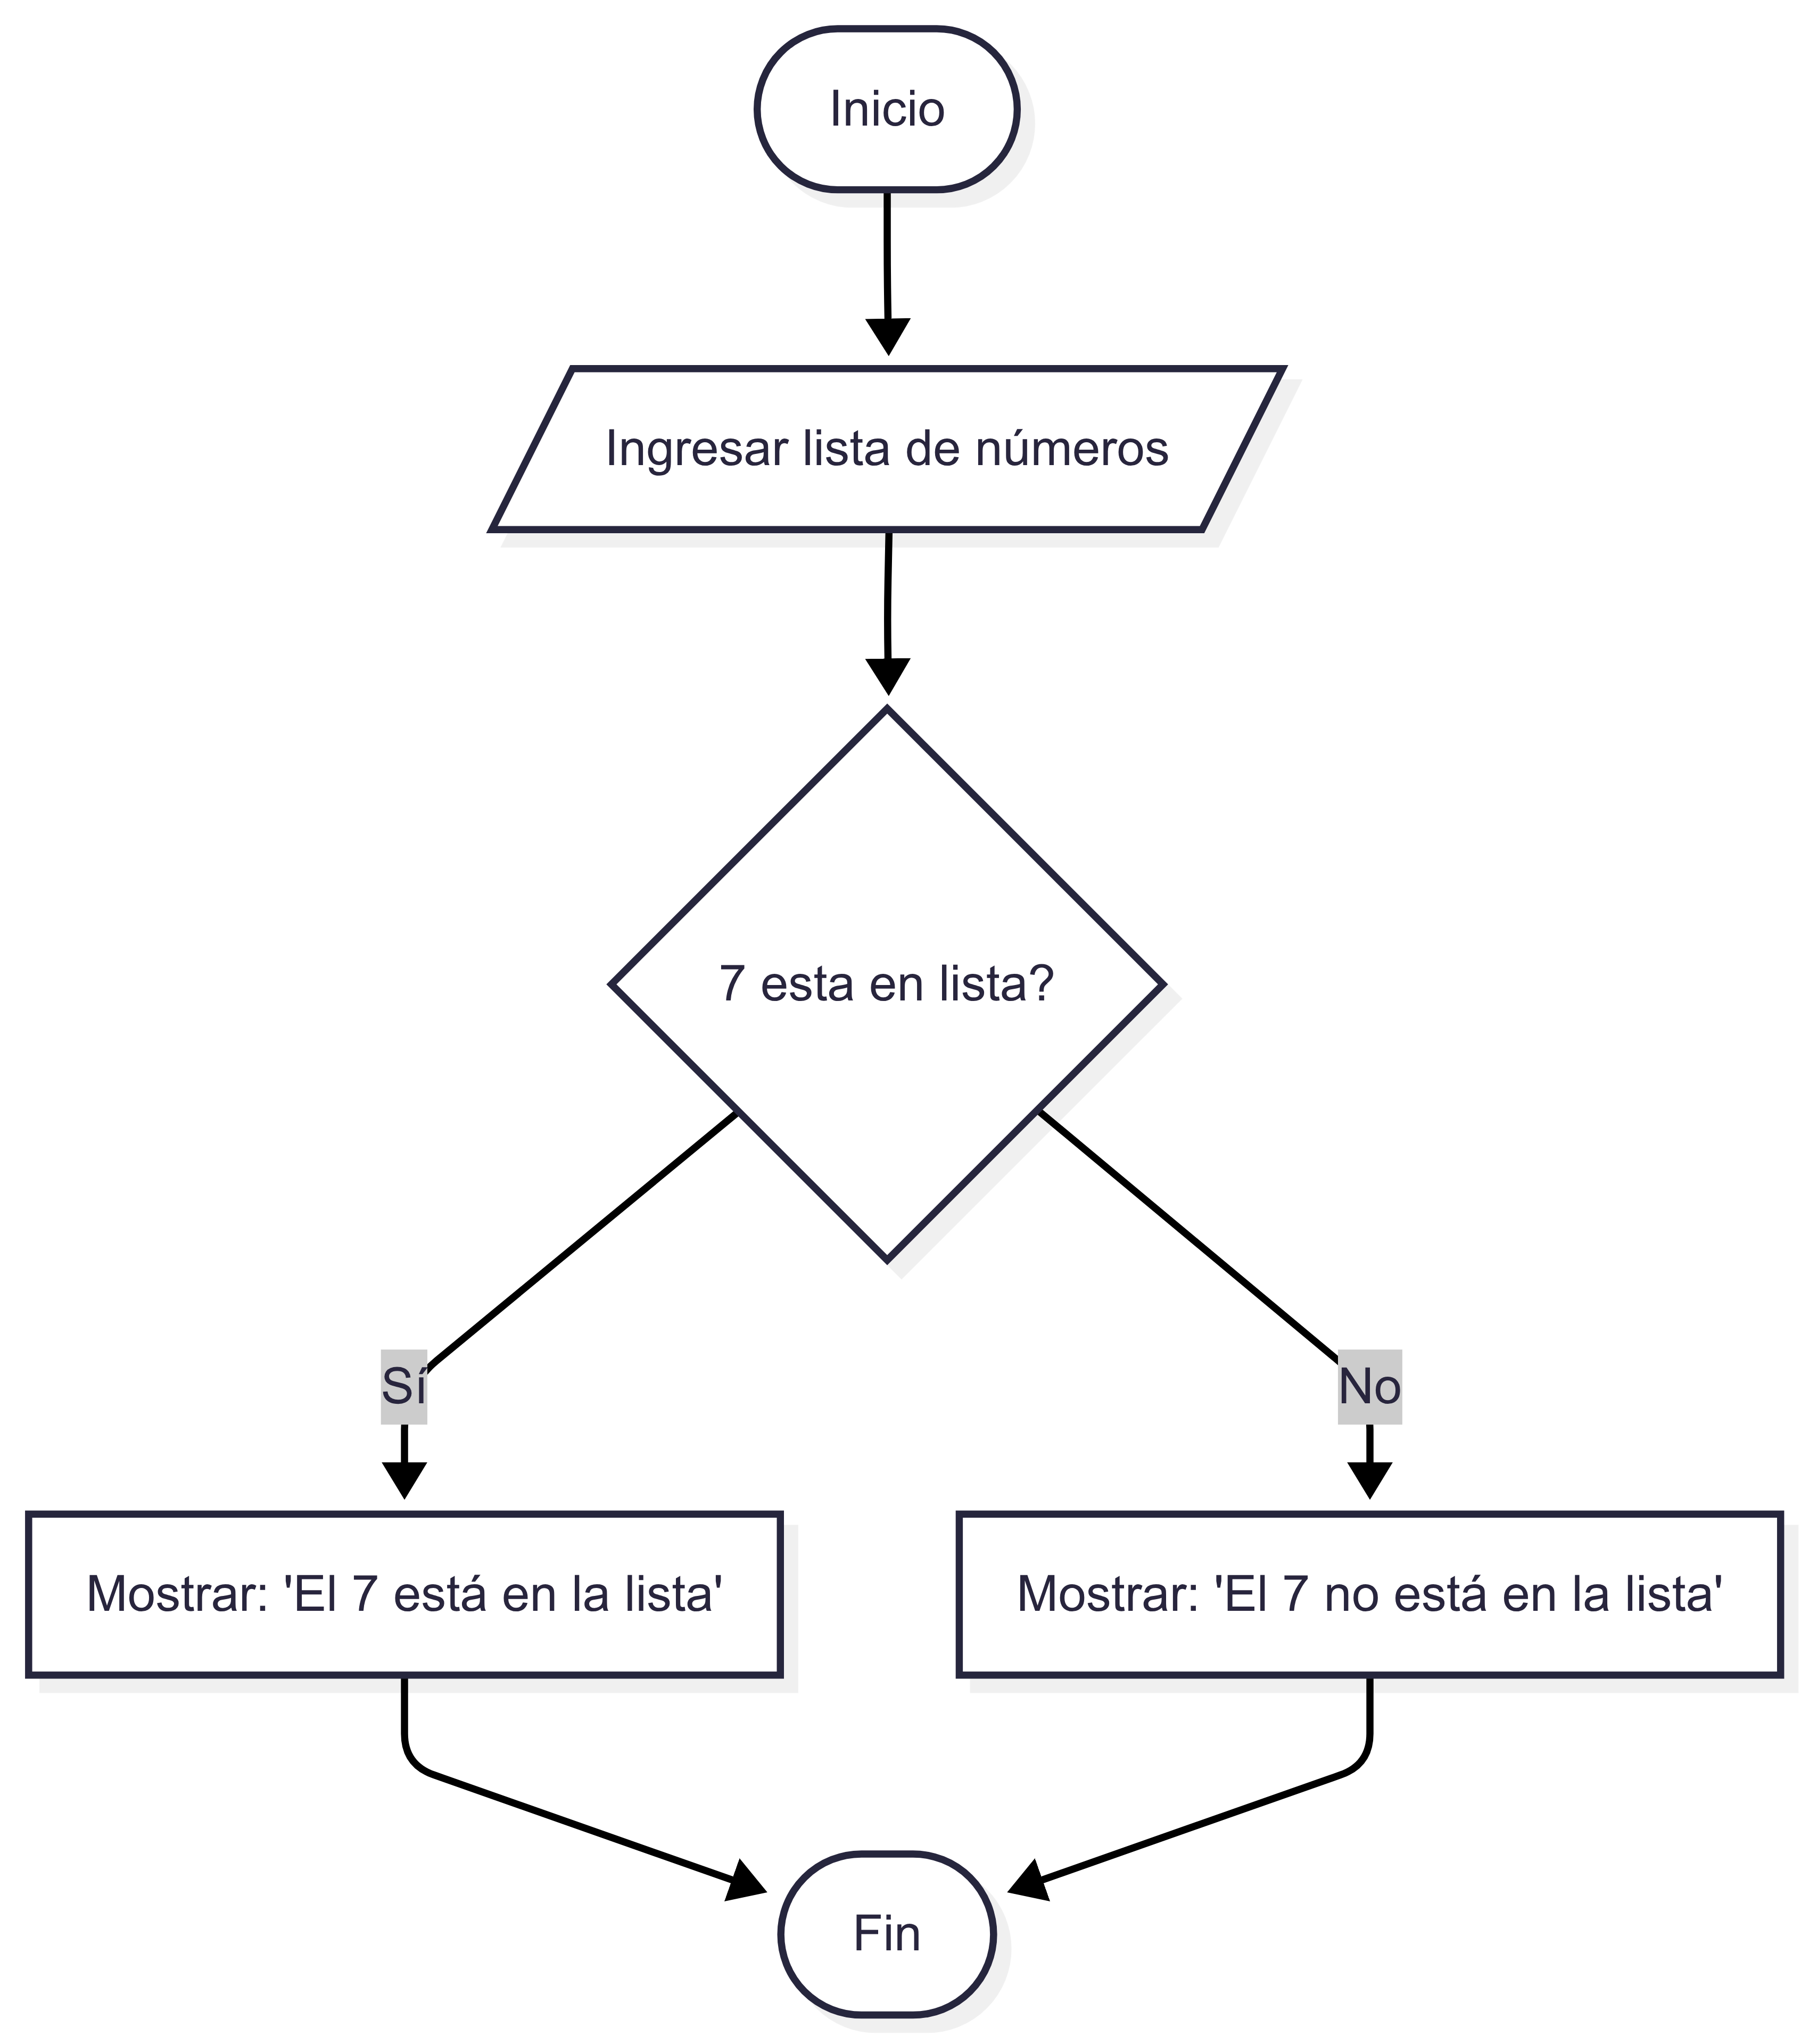 Inicio
Ingresar lista de números
7 esta en lista?
Sí
No
Mostrar: 'El 7 está en la lista'
Mostrar: 'El 7 no está en la lista'
Fin